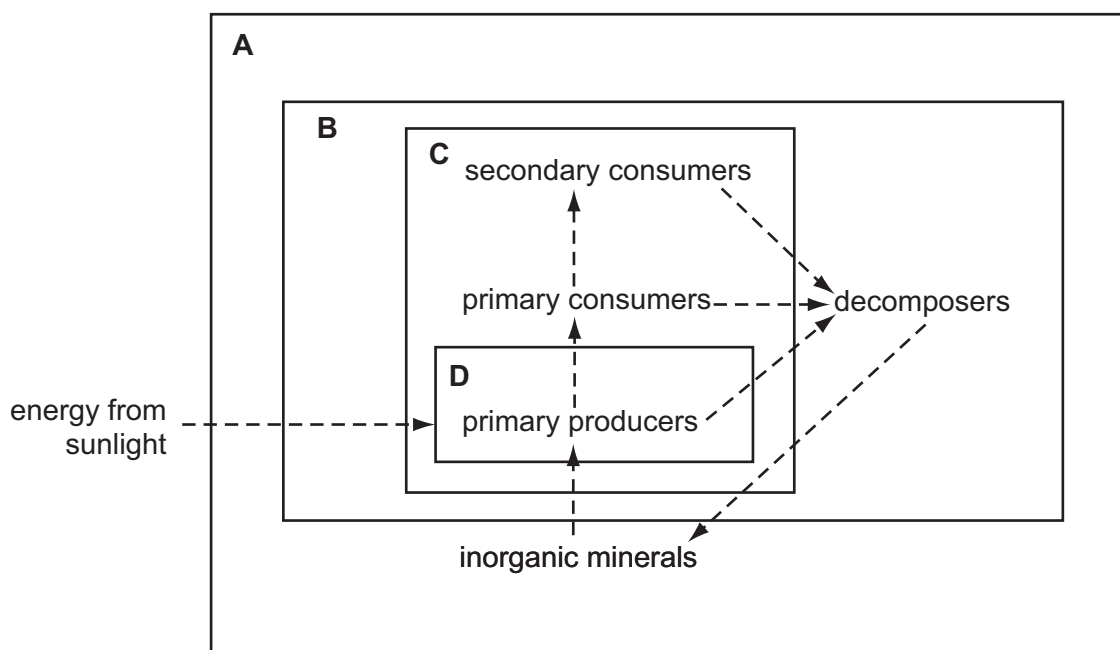 A
B
C
secondary consumers
primary consumers
decomposers
D
energy from
sunlight
primary producers
inorganic minerals